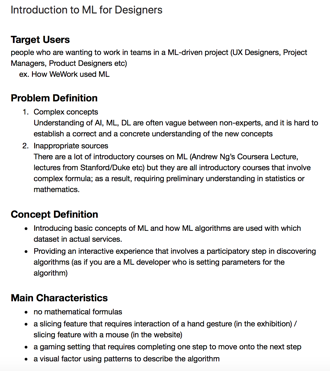 Introduction to ML for Designers
Target Users
people who are wanting to work in teams in a ML-driven project (UX Designers, Project
Managers, Product Designers etc)
ex. How WeWork used ML
Problem Definition
1. Complex concepts
Understanding of AI, ML, DL are often vague between non-experts, and it is hard to
establish a correct and a concrete understanding of the new concepts
2. Inappropriate sources
There are a lot of introductory courses on ML (Andrew Ng's Coursera Lecture,
lectures from Stanford/Duke etc) but they are all introductory courses that involve
complex formula; as a result, requiring preliminary understanding in statistics or
mathematics.
Concept Definition
• Introducing basic concepts of ML and how ML algorithms are used with which
dataset in actual services.
• Providing an interactive experience that involves a participatory step in discovering
algorithms (as if you are a ML developer who is setting parameters for the
algorithm)
Main Characteristics
• no mathematical formulas
• a slicing feature that requires interaction of a hand gesture (in the exhibition) /
slicing feature with a mouse (in the website)
• a gaming setting that requires completing one step to move onto the next step
• a visual factor using patterns to describe the algorithm